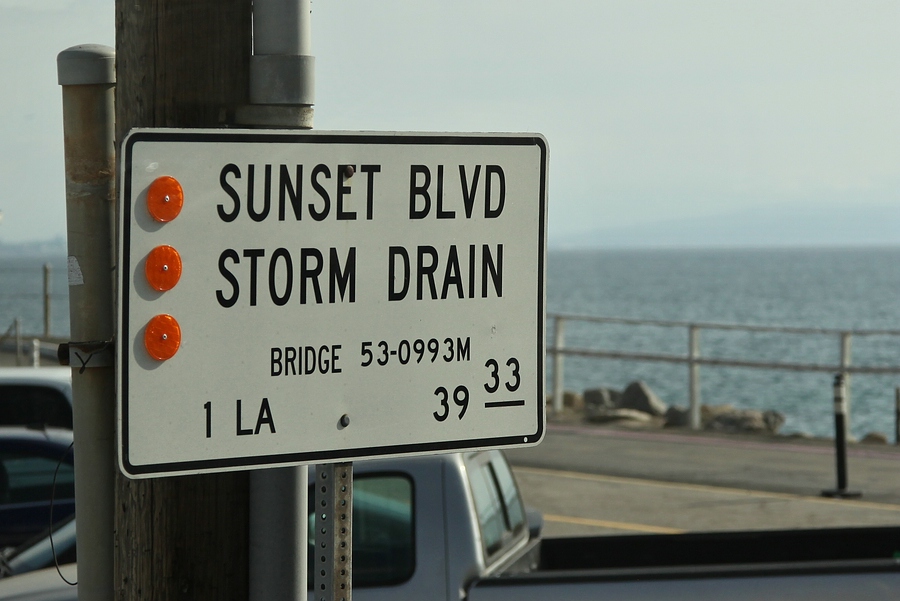 SUNSET BLVD
STORM DRAIN
BRIDGE 53-0993M
1 LA 39 33